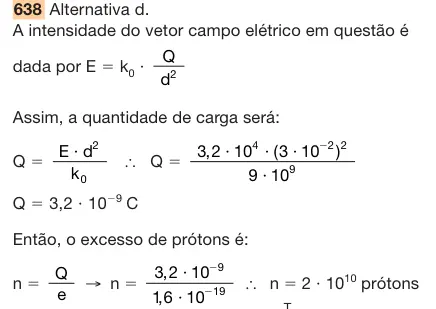 638 Alternativa d.
A intensidade do vetor campo elétrico em questão é
dada por E = k₀ · Q/d²
Assim, a quantidade de carga será:
Q = E · d²/k₀ ∴ Q = 3,2 · 10⁴ · (3 · 10⁻²)²/9 · 10⁹
Q = 3,2 · 10⁻⁹ C
Então, o excesso de prótons é:
n = Q/e → n = 3,2 · 10⁻⁹/1,6 · 10⁻¹⁹ ∴ n = 2 · 10¹⁰ prótons